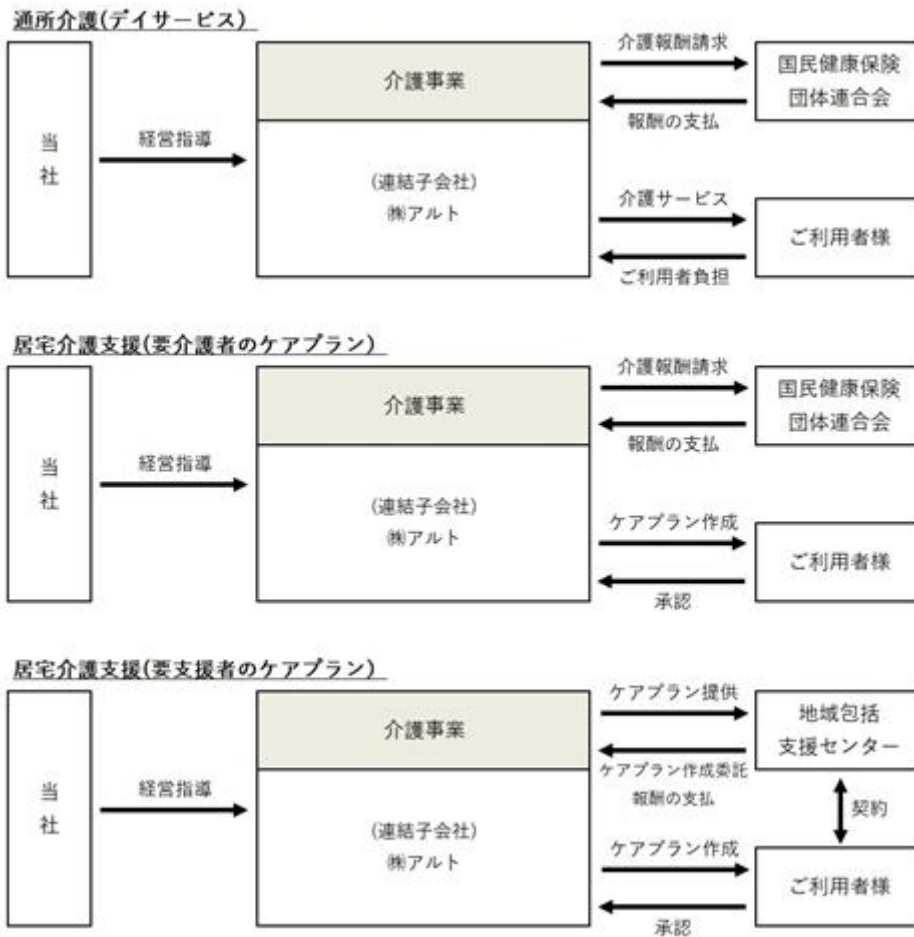 通所介護(デイサービス)
当
社
経営指導
介護事業
(連結子会社)
㈱アルト
介護報酬請求
報酬の支払
国民健康保険
団体連合会
介護サービス
ご利用者負担
ご利用者様
居宅介護支援(要介護者のケアプラン)
当
社
経営指導
介護事業
(連結子会社)
㈱アルト
介護報酬請求
報酬の支払
国民健康保険
団体連合会
ケアプラン作成
承認
ご利用者様
居宅介護支援(要支援者のケアプラン)
当
社
経営指導
介護事業
(連結子会社)
㈱アルト
ケアプラン提供
ケアプラン作成委託
報酬の支払
地域包括
支援センター
契約
ケアプラン作成
承認
ご利用者様